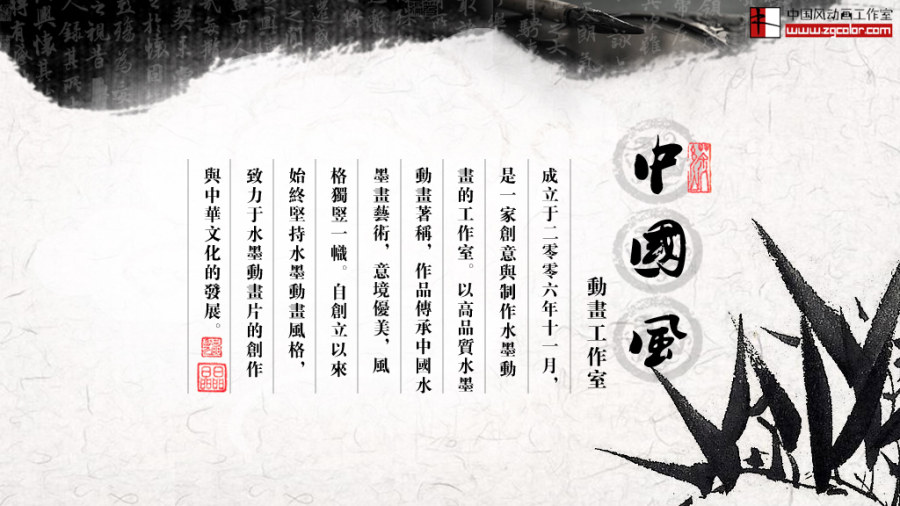 中国风动画工作室
www.zgcolor.com
中國風
動畫工作室
成立于二零零六年十一月，
是一家創意與制作水墨動
畫的工作室。以高品質水墨
動畫著稱，作品傳承中國水
墨畫藝術，意境優美，風
格獨豎一幟。自創立以來
始終堅持水墨動畫風格，
致力于水墨動畫片的創作
與中華文化的發展。